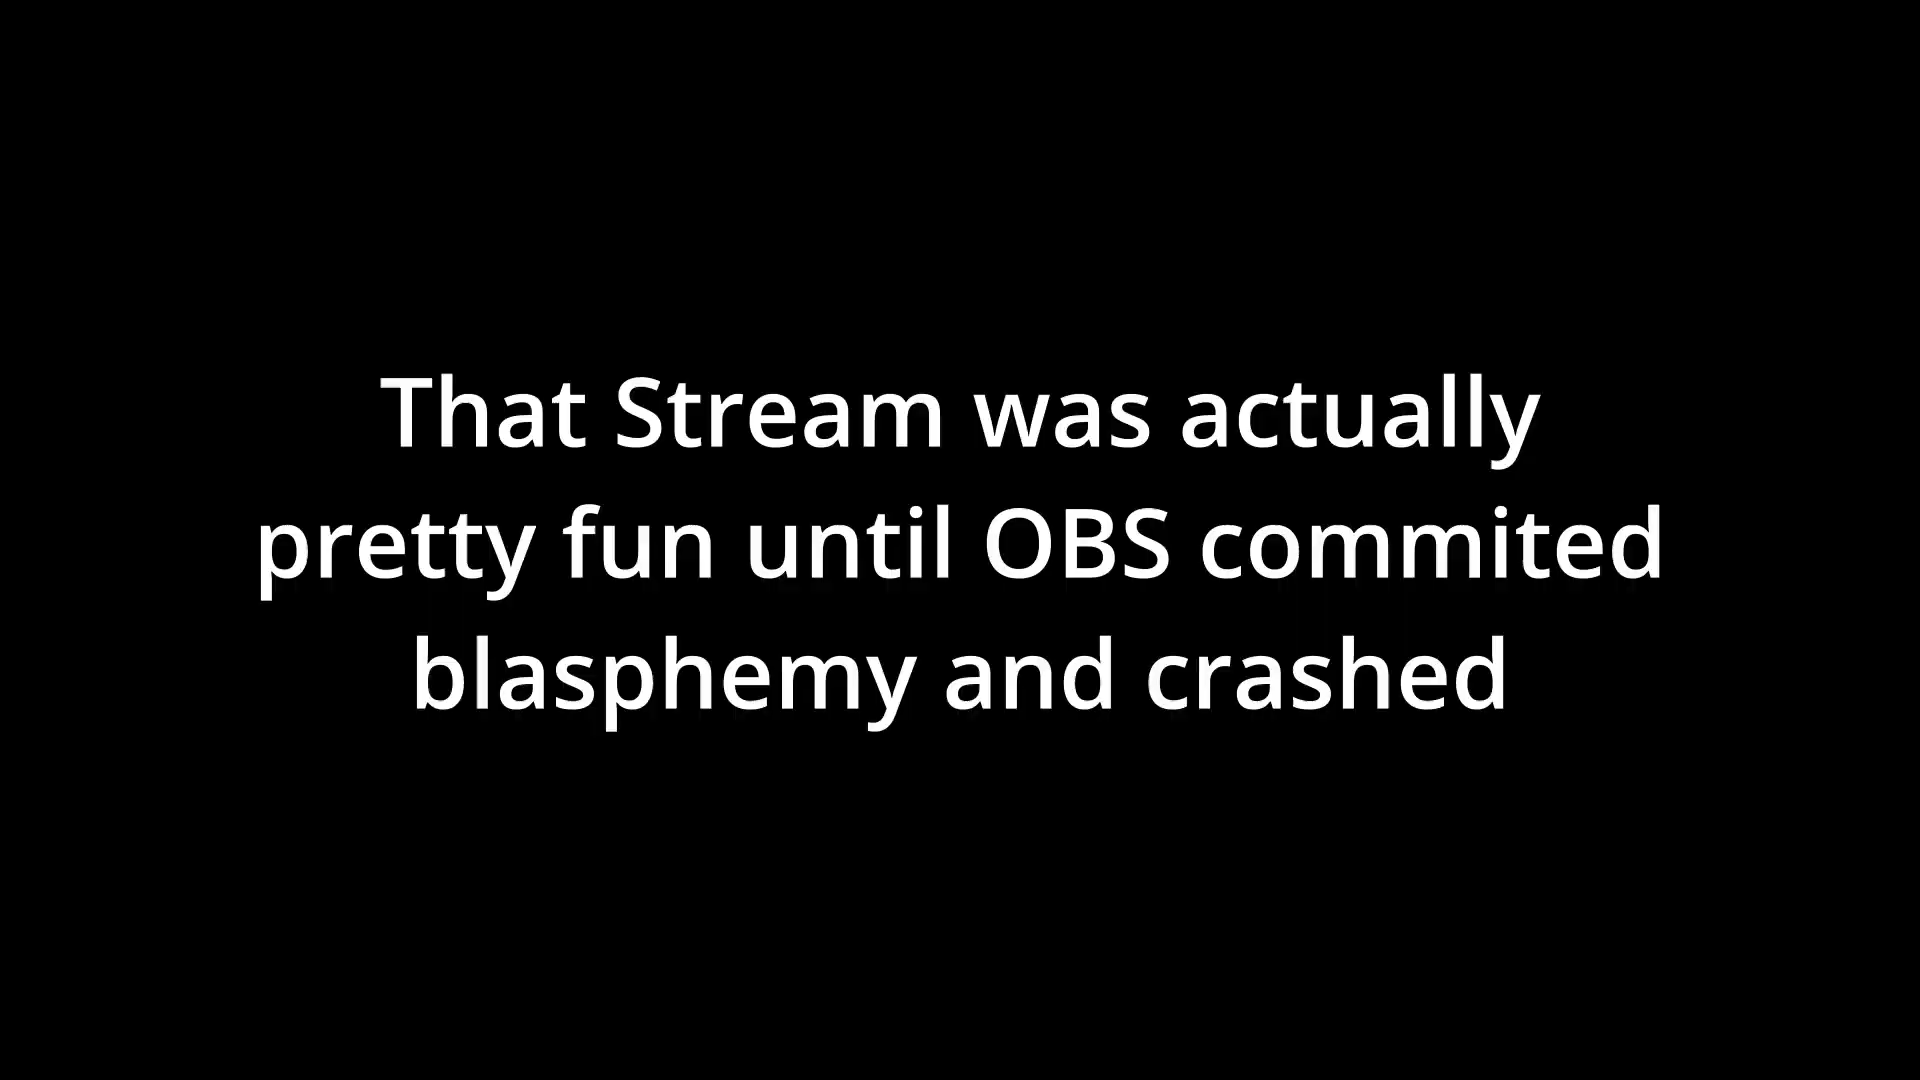 That Stream was actually
pretty fun until OBS commited
blasphemy and crashed